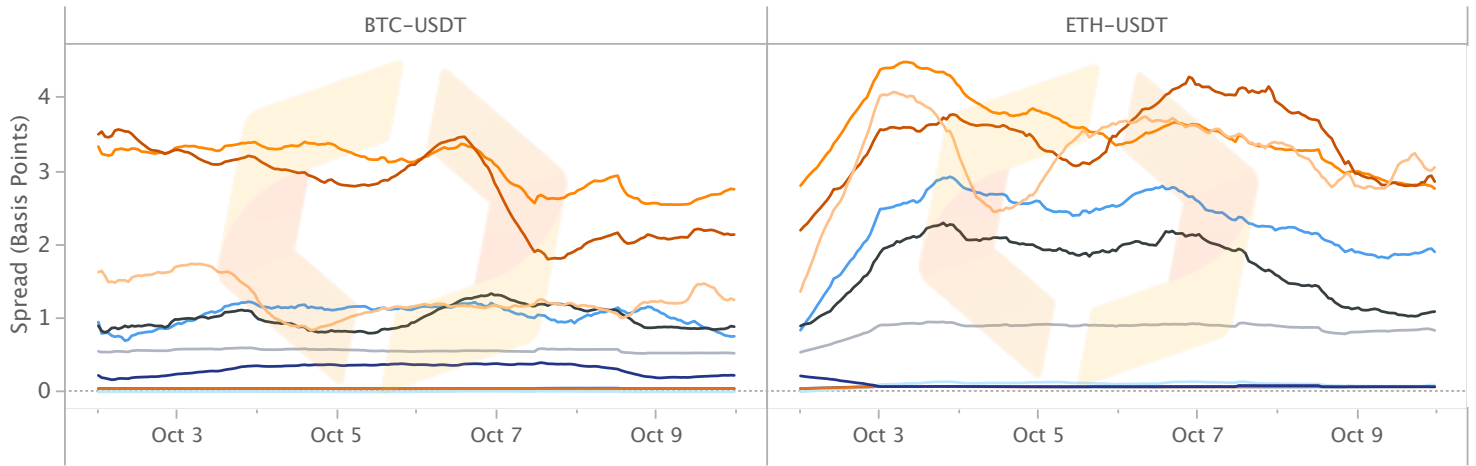 BTC-USDT
ETH-USDT
Spread (Basis Points)
4
3
2
1
0
Oct 3
Oct 5
Oct 7
Oct 9
Oct 3
Oct 5
Oct 7
Oct 9